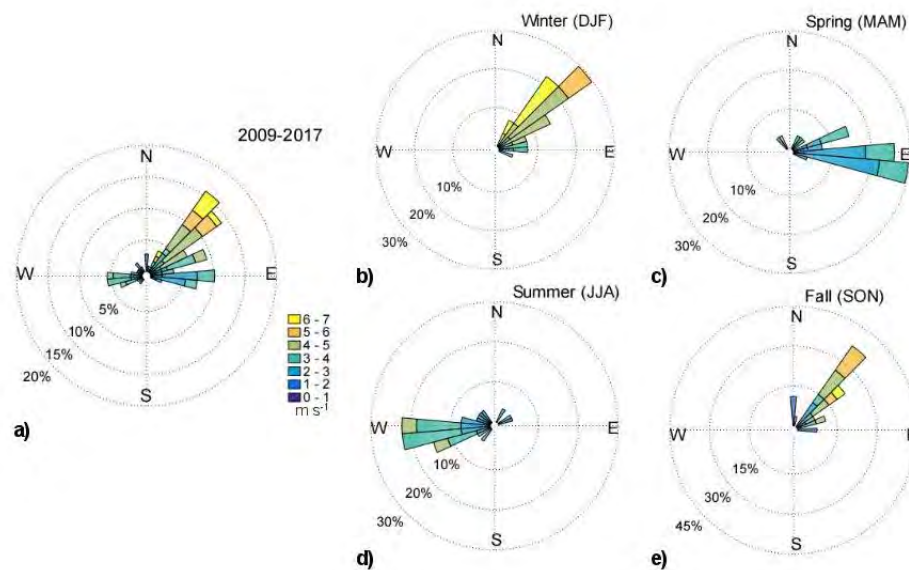 2009-2017
N
W
E
S
5%
10%
15%
20%
6 - 7
5 - 6
4 - 5
3 - 4
2 - 3
1 - 2
0 - 1
m s-1
a)
Winter (DJF)
N
W
E
S
10%
20%
30%
b)
Spring (MAM)
N
W
E
S
10%
20%
30%
c)
Summer (JJA)
N
W
E
S
10%
20%
30%
d)
Fall (SON)
N
W
S
15%
30%
45%
e)